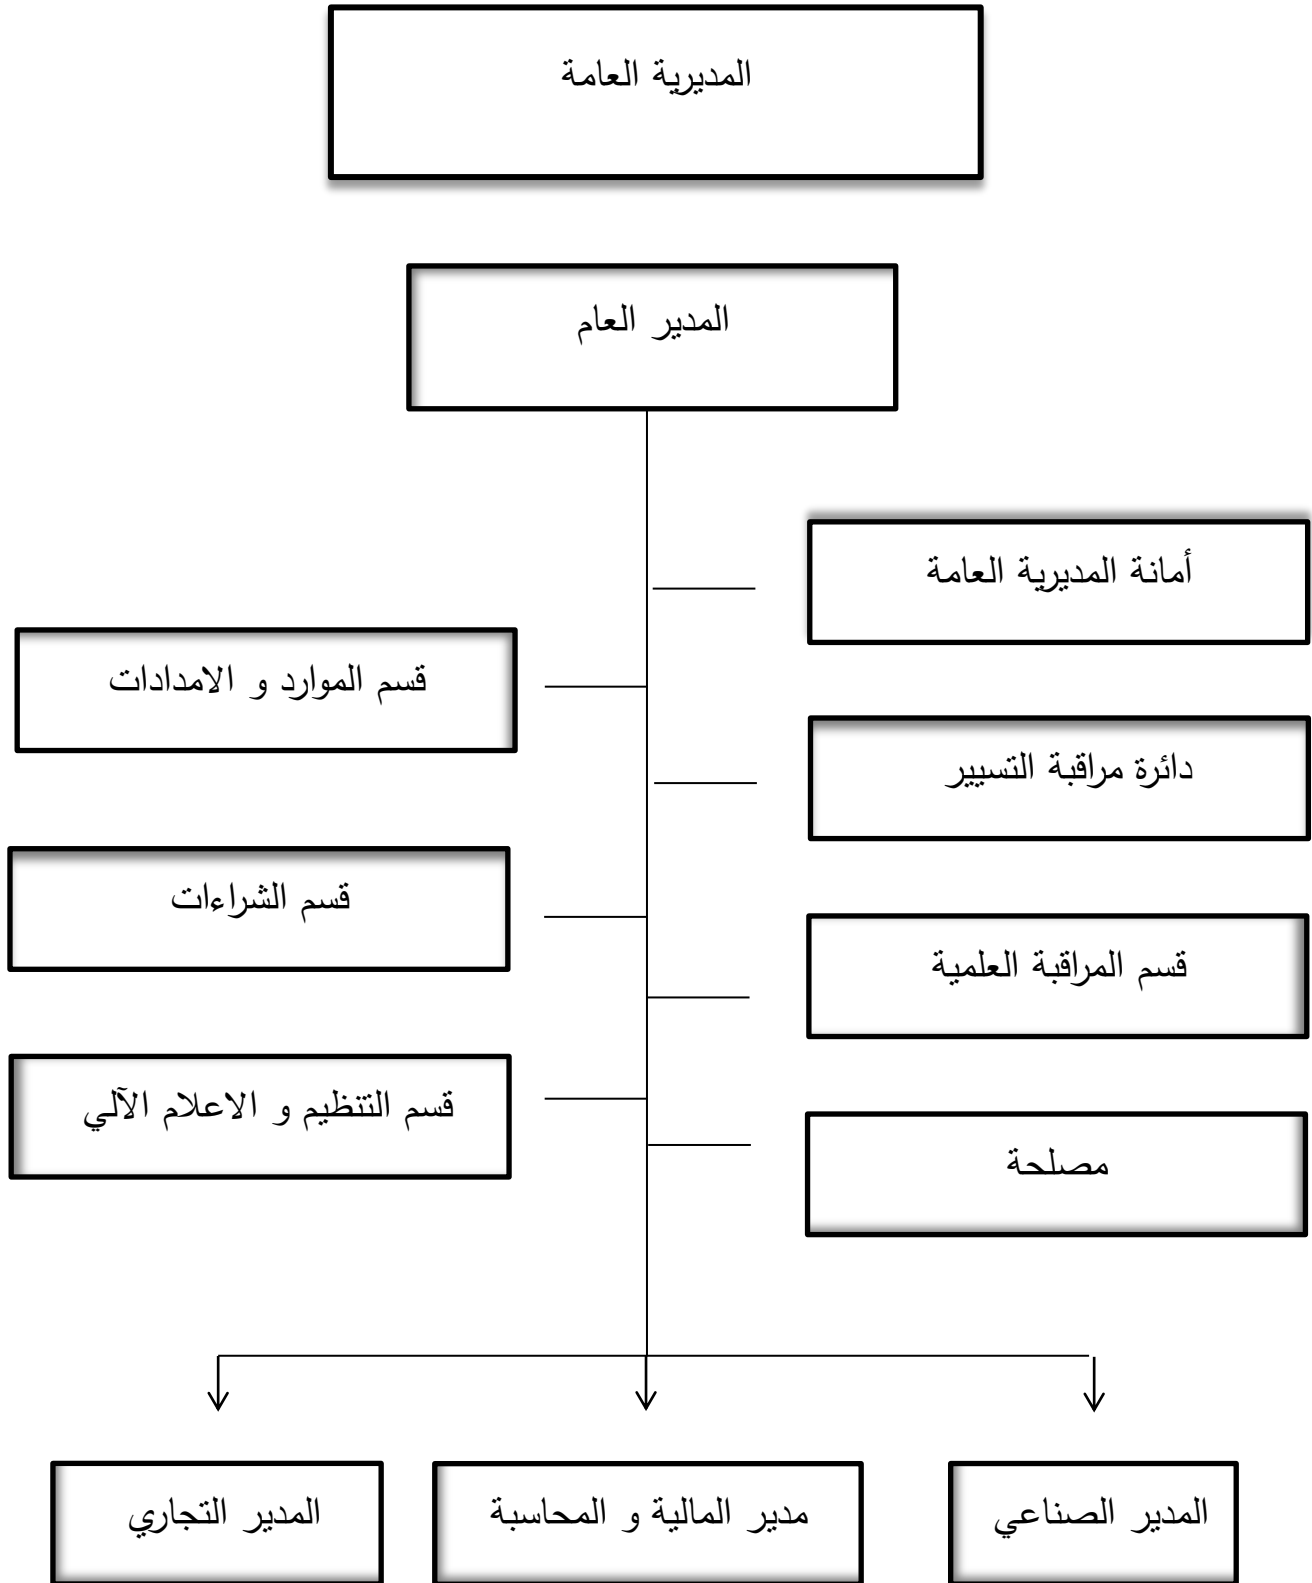 المديرية العامة
المدير العام
أمانة المديرية العامة
قسم الموارد و الامدادات
دائرة مراقبة التسيير
قسم الشراءات
قسم المراقبة العلمية
قسم التنظيم و الاعلام الآلي
مصلحة
المدير الصناعي
مدير المالية و المحاسبة
المدير التجاري